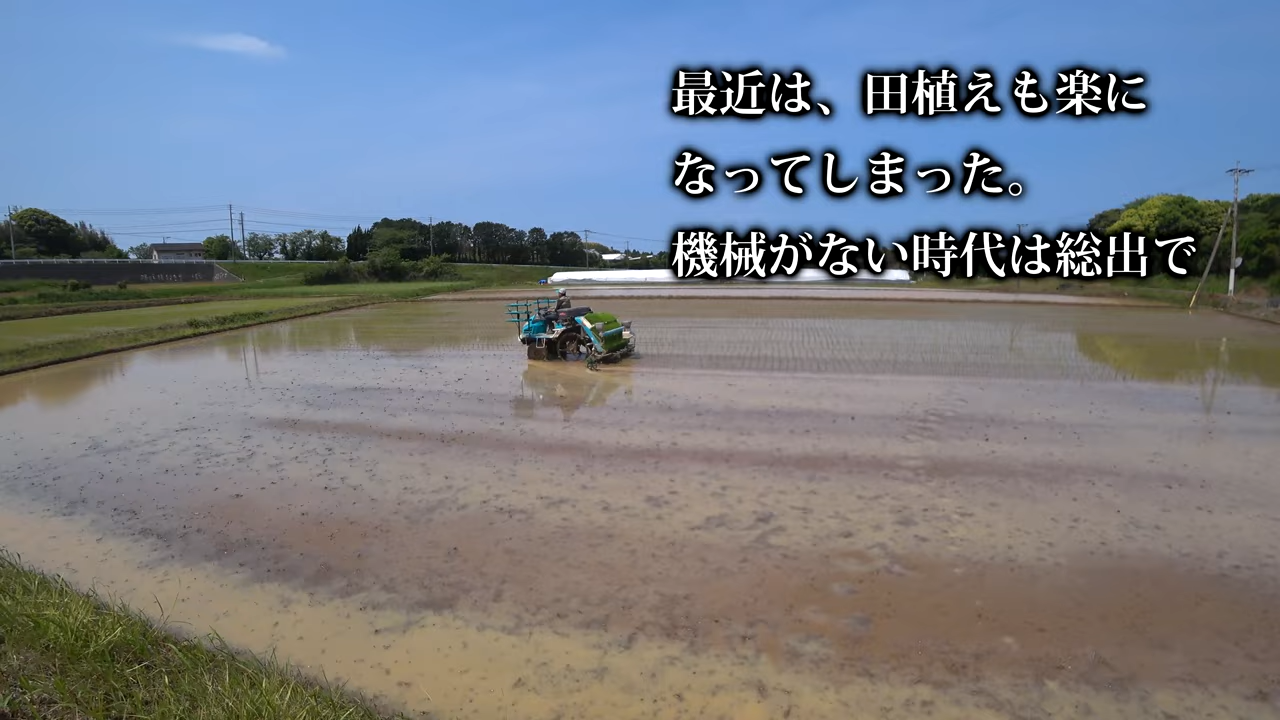 最近は、田植えも楽に
なってしまった。
機械がない時代は総出で